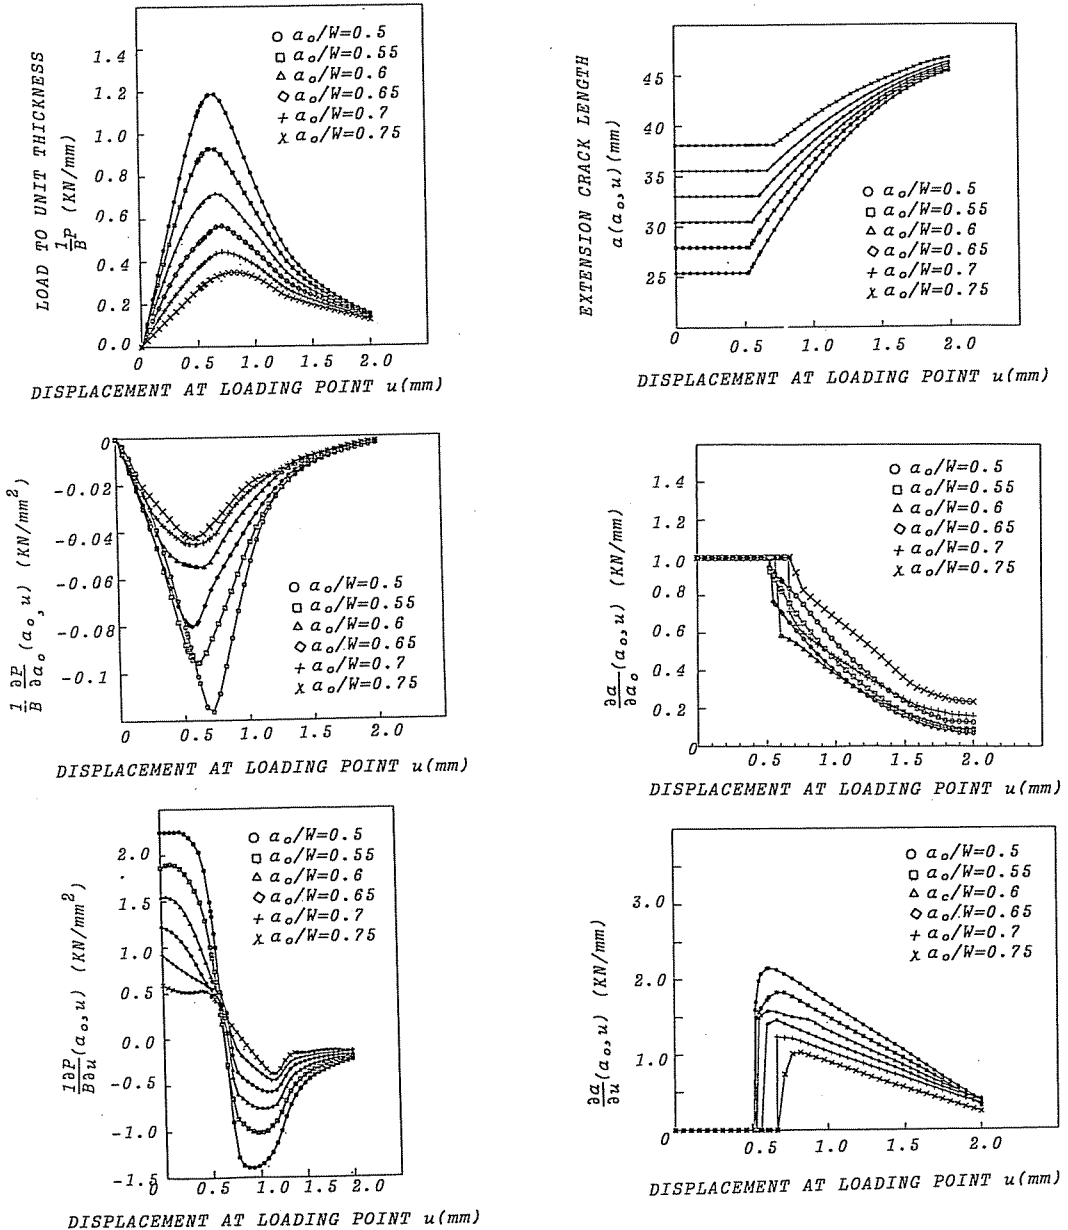 LOAD TO UNIT THICKNESS
1/B P (KN/mm)
1.4
1.2
1.0
0.8
0.6
0.4
0.2
0.0
○ a₀/W=0.5
□ a₀/W=0.55
△ a₀/W=0.6
◇ a₀/W=0.65
+ a₀/W=0.7
x a₀/W=0.75
0 0.5 1.0 1.5 2.0
DISPLACEMENT AT LOADING POINT u(mm)
EXTENSION CRACK LENGTH
a(a₀,u)(mm)
45
40
35
30
25
○ a₀/W=0.5
□ a₀/W=0.55
△ a₀/W=0.6
◇ a₀/W=0.65
+ a₀/W=0.7
x a₀/W=0.75
0 0.5 1.0 1.5 2.0
DISPLACEMENT AT LOADING POINT u(mm)
1/B ∂P/∂a₀ (a₀,u) (KN/mm²)
0
-0.02
-0.04
-0.06
-0.08
-0.1
○ a₀/W=0.5
□ a₀/W=0.55
△ a₀/W=0.6
◇ a₀/W=0.65
+ a₀/W=0.7
x a₀/W=0.75
0 0.5 1.0 1.5 2.0
DISPLACEMENT AT LOADING POINT u(mm)
∂a/∂a₀ (a₀,u) (KN/mm)
1.4
1.2
1.0
0.8
0.6
0.4
0.2
0
○ a₀/W=0.5
□ a₀/W=0.55
△ a₀/W=0.6
◇ a₀/W=0.65
+ a₀/W=0.7
x a₀/W=0.75
0 0.5 1.0 1.5 2.0
DISPLACEMENT AT LOADING POINT u(mm)
1∂P/B∂u (a₀,u) (KN/mm²)
2.0
1.5
1.0
0.5
0.0
-0.5
-1.0
-1.5
○ a₀/W=0.5
□ a₀/W=0.55
△ a₀/W=0.6
◇ a₀/W=0.65
+ a₀/W=0.7
x a₀/W=0.75
0 0.5 1.0 1.5 2.0
DISPLACEMENT AT LOADING POINT u(mm)
∂a/∂u (a₀,u) (KN/mm)
3.0
2.0
1.0
○ a₀/W=0.5
□ a₀/W=0.55
△ a_c/W=0.6
◇ a₀/W=0.65
+ a₀/W=0.7
x a₀/W=0.75
0.5 1.0 1.5 2.0
DISPLACEMENT AT LOADING POINT u(mm)